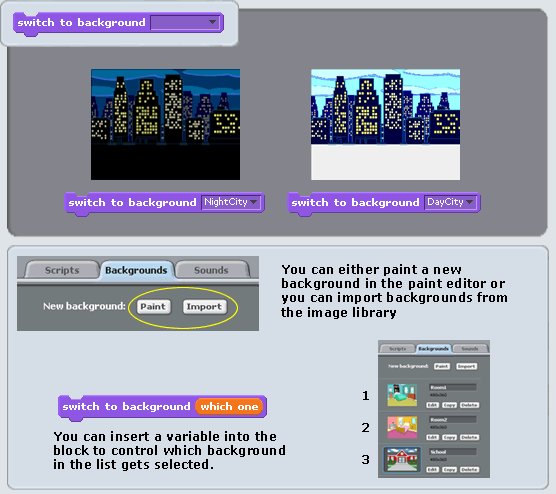 switch to background
switch to background NightCity
switch to background DayCity
Scripts Backgrounds Sounds
New background: Paint Import
You can either paint a new
background in the paint editor or
you can import backgrounds from
the image library
switch to background which one
You can insert a variable into the
block to control which background
in the list gets selected.
Scripts Backgrounds Sounds
New background: Paint Import
1
Room1
480x360
Edit Copy Delete
2
Room2
480x360
Edit Copy Delete
3
School
480x360
Edit Copy Delete